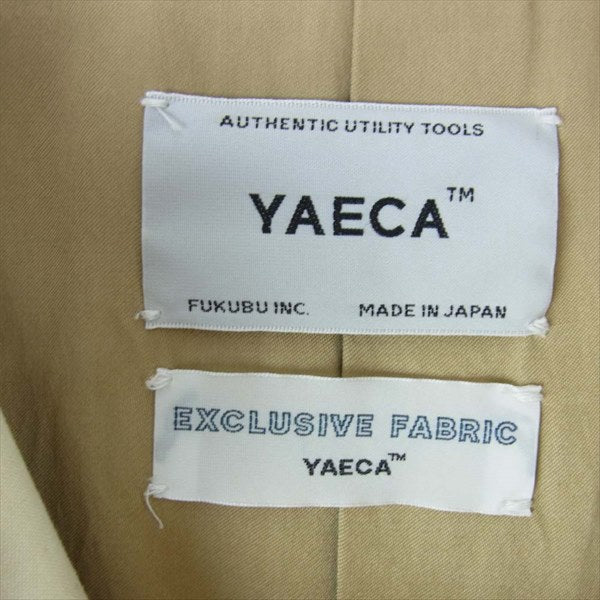 AUTHENTIC UTILITY TOOLS
YAECA™
FUKUBU INC. MADE IN JAPAN
EXCLUSIVE FABRIC
YAECA™